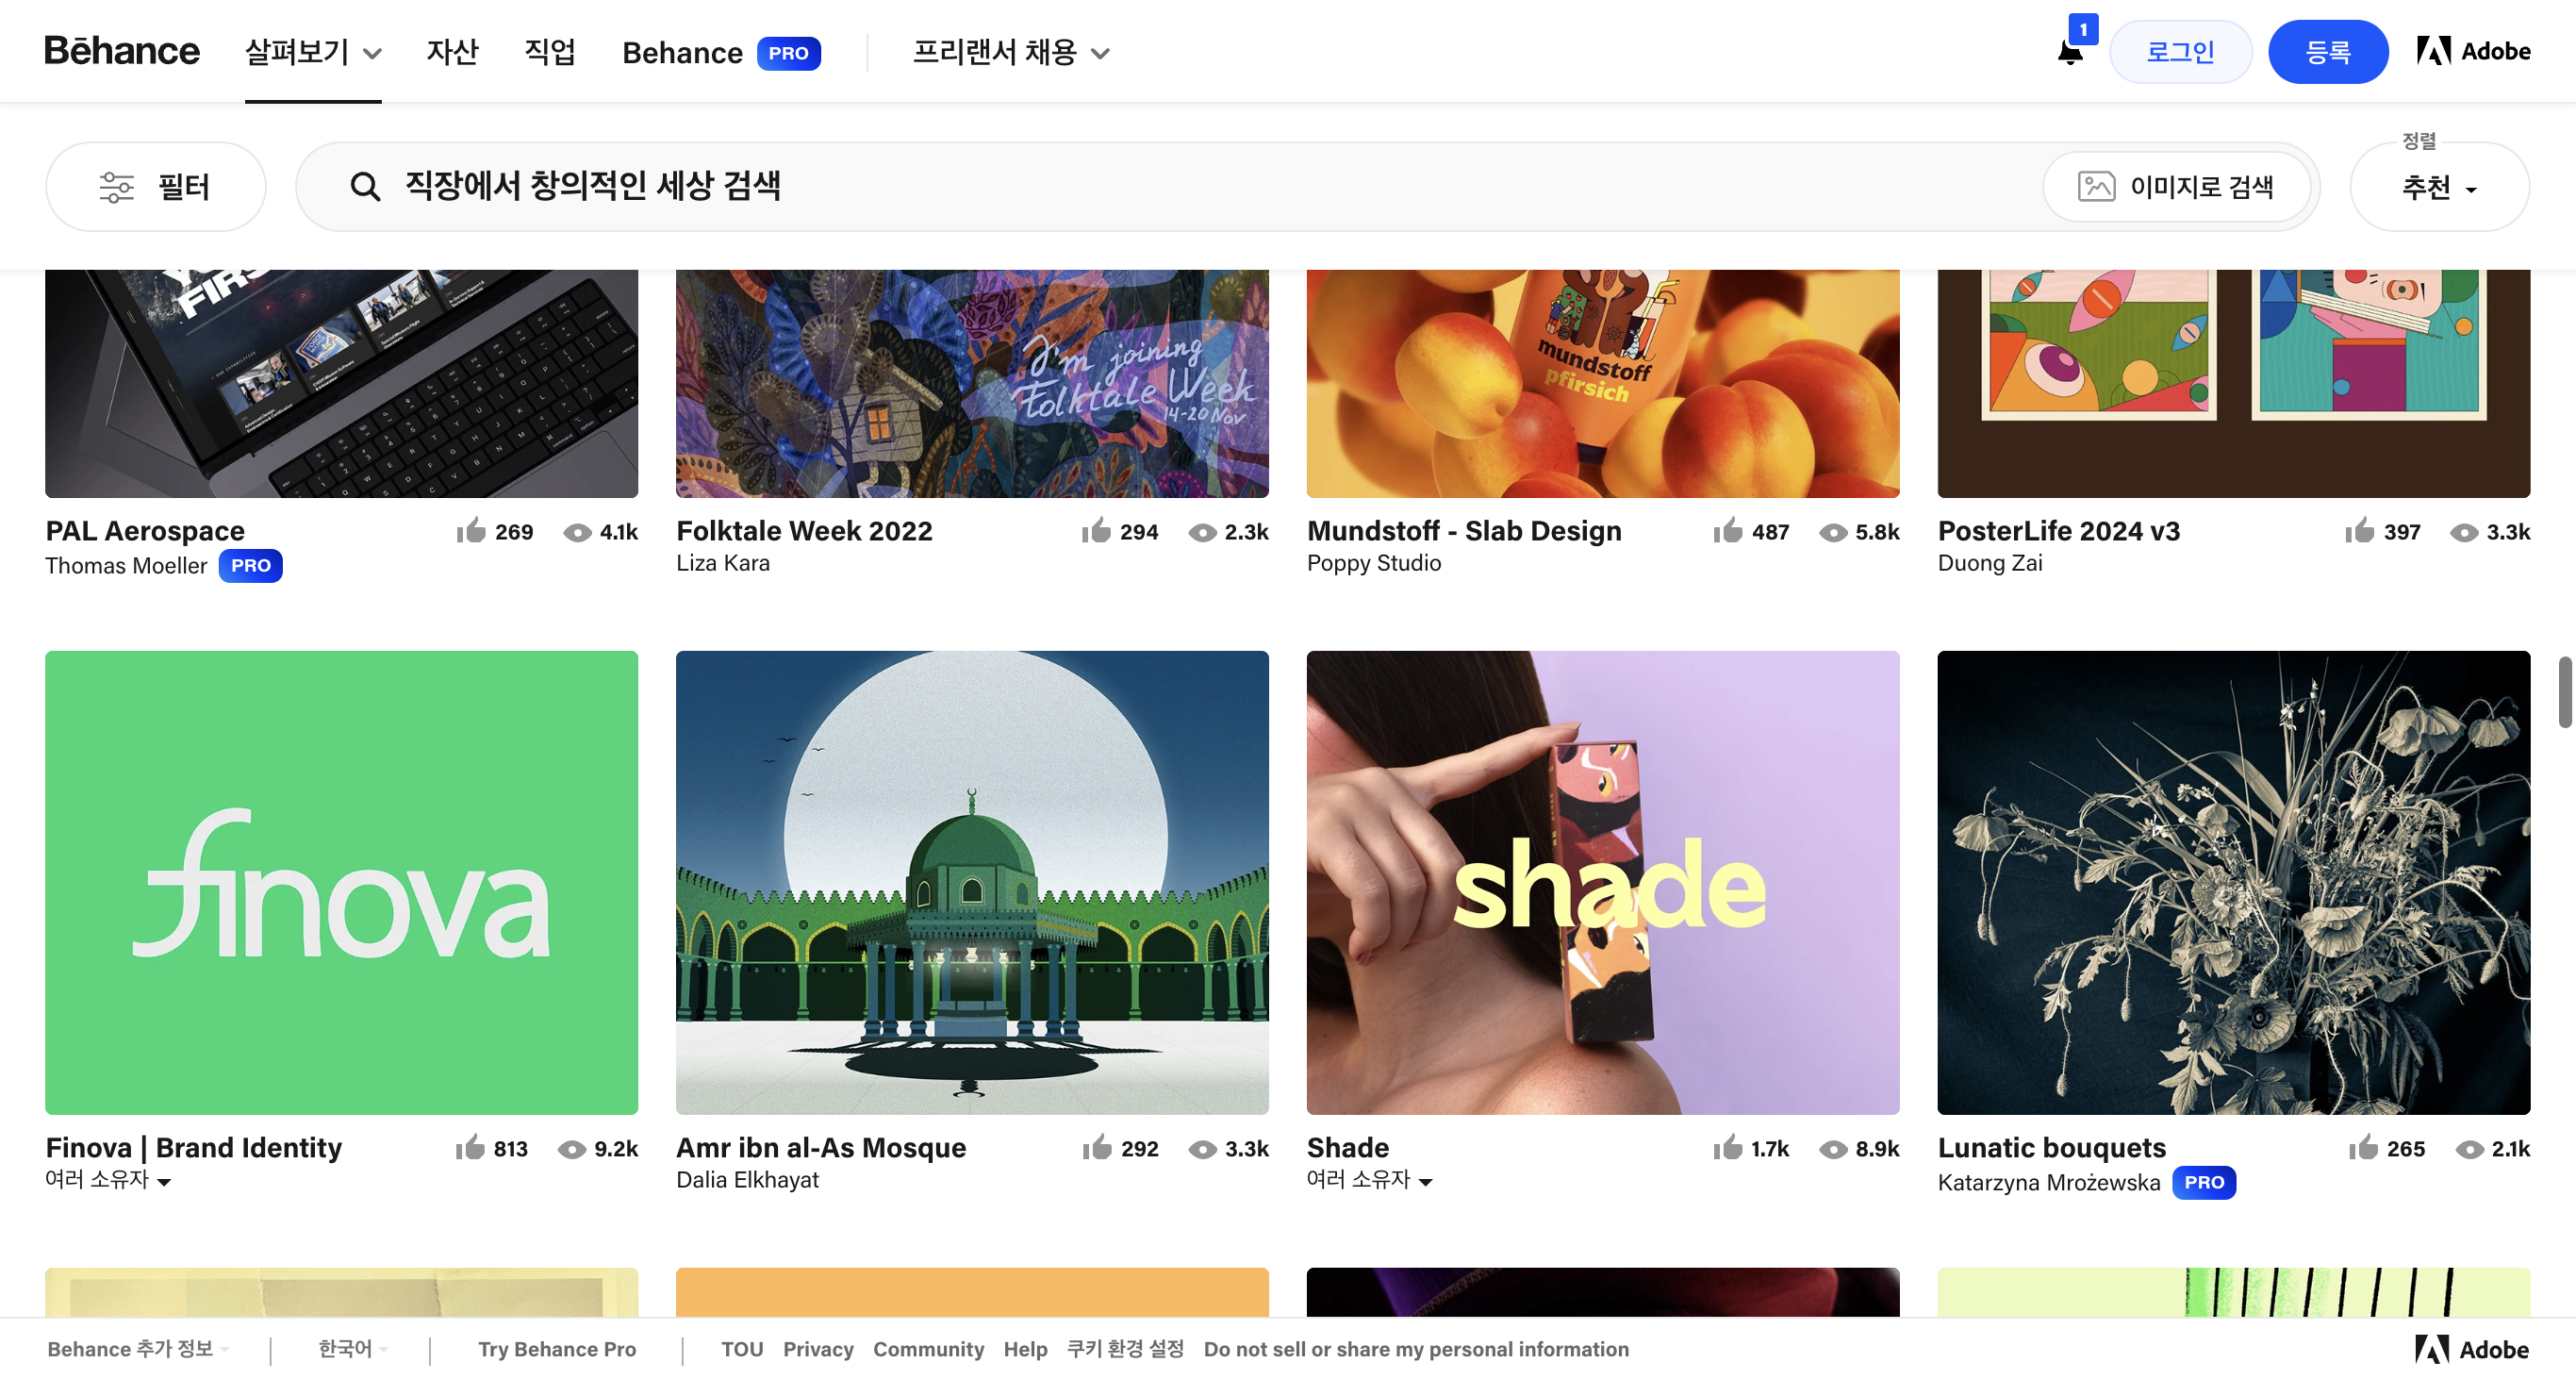 Bēhance 살펴보기 자산 직업 Behance PRO 프리랜서 채용 1 로그인 등록 Adobe
정렬
필터 직장에서 창의적인 세상 검색 이미지로 검색 추천
FIRS
I'm joining
Folktale Week
14-20 Nov
mundstoff
pfirsich
PAL Aerospace 269 4.1k
Thomas Moeller PRO
Folktale Week 2022 294 2.3k
Liza Kara
Mundstoff - Slab Design 487 5.8k
Poppy Studio
PosterLife 2024 v3 397 3.3k
Duong Zai
finova
shade
Finova | Brand Identity 813 9.2k
여러 소유자
Amr ibn al-As Mosque 292 3.3k
Dalia Elkhayat
Shade 1.7k 8.9k
여러 소유자
Lunatic bouquets 265 2.1k
Katarzyna Mrożewska PRO
Behance 추가 정보 한국어 Try Behance Pro TOU Privacy Community Help 쿠키 환경 설정 Do not sell or share my personal information Adobe